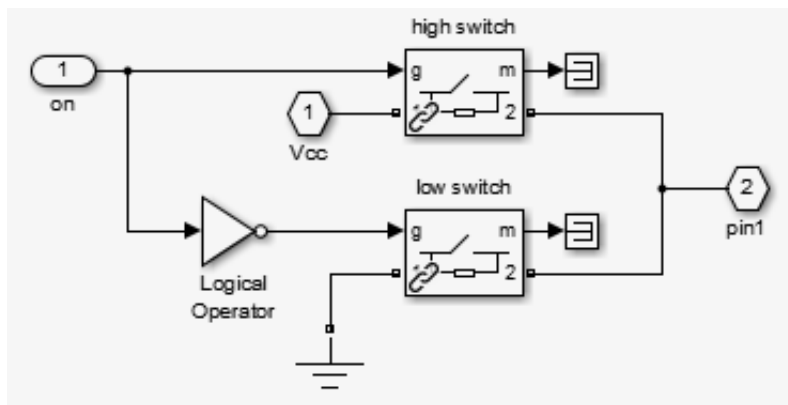 high switch
1
on
g
m
1
Vcc
2
low switch
2
pin1
g
m
2
Logical
Operator